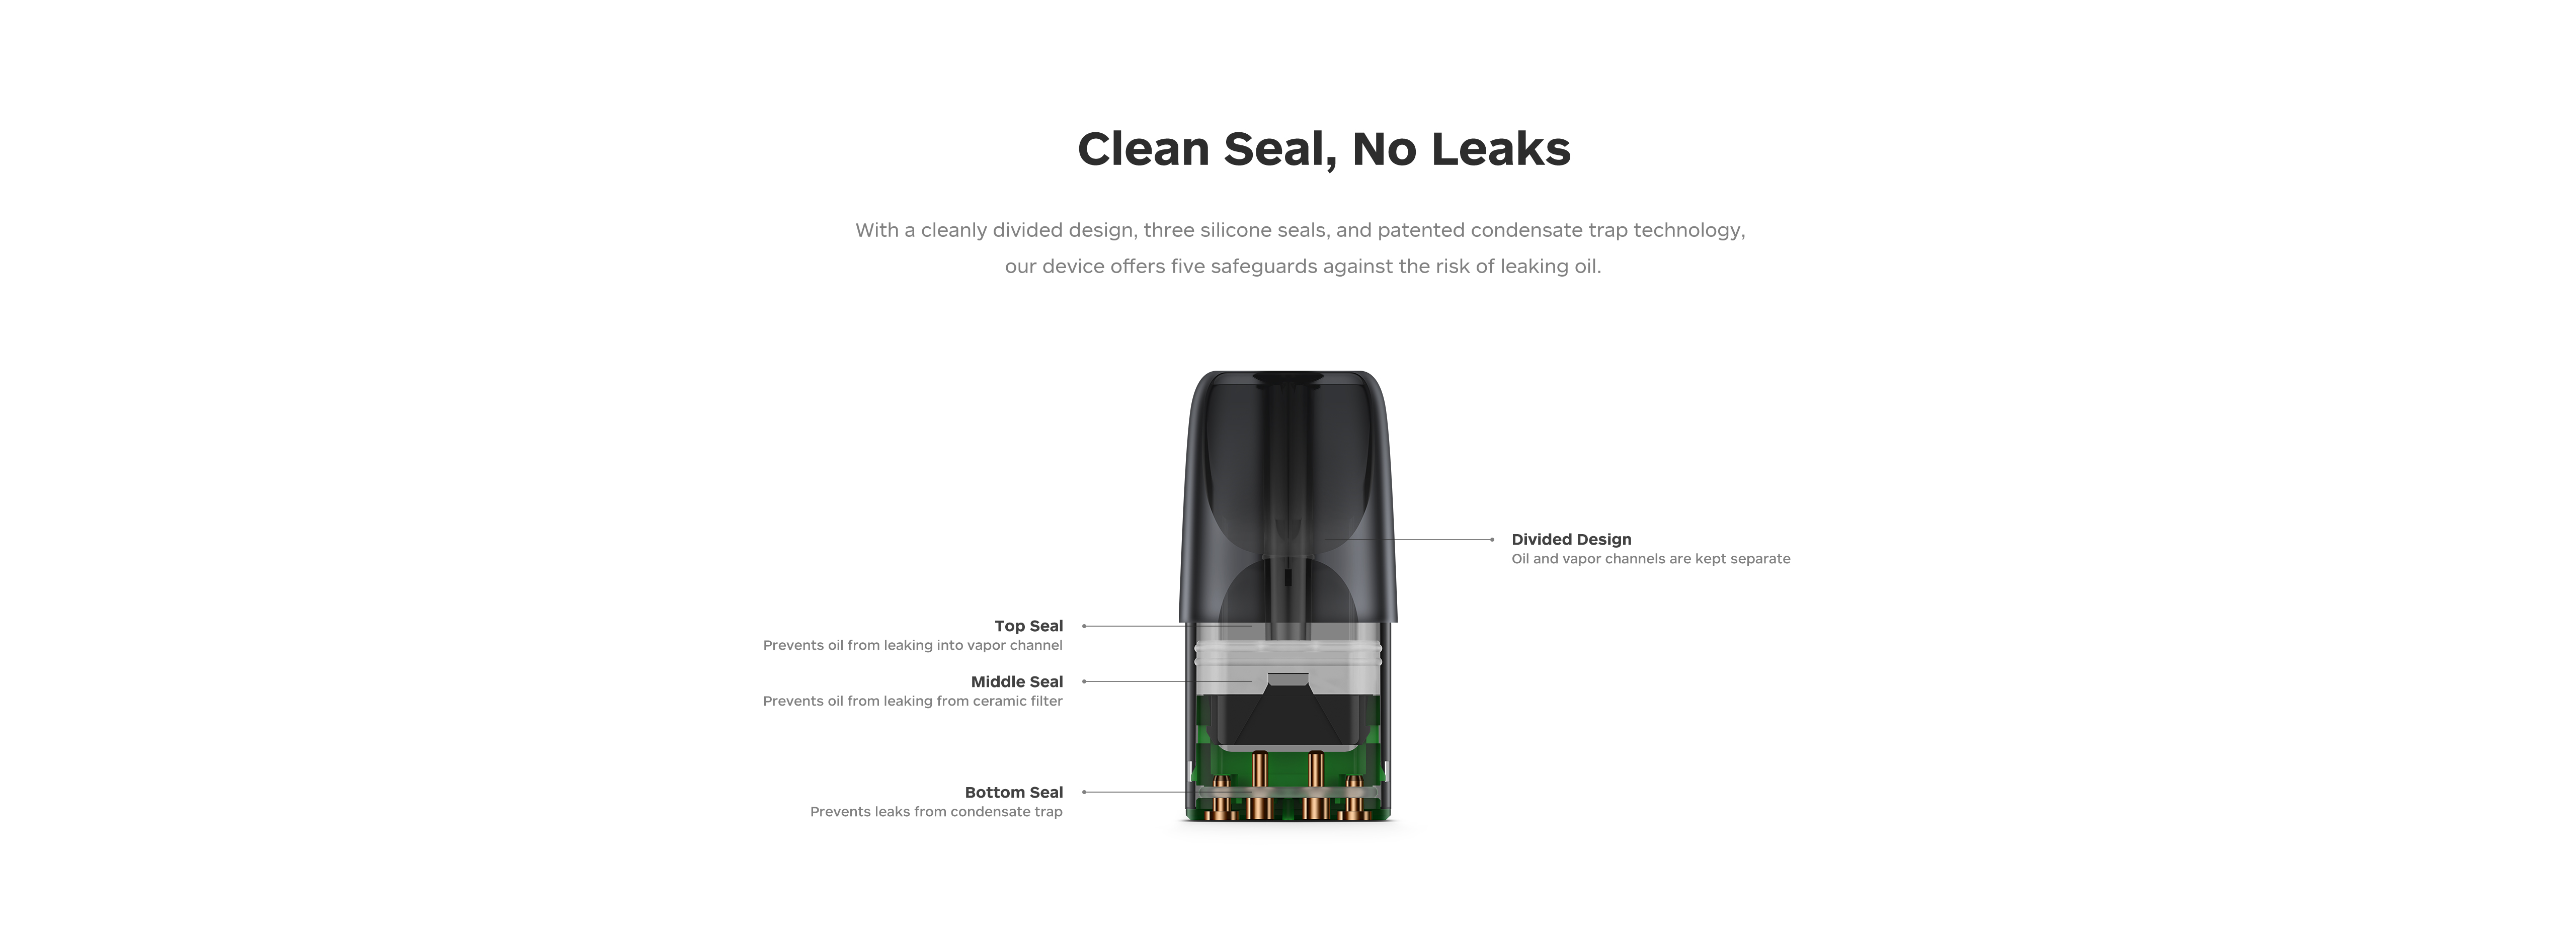 Clean Seal, No Leaks
With a cleanly divided design, three silicone seals, and patented condensate trap technology,
our device offers five safeguards against the risk of leaking oil.
Divided Design
Oil and vapor channels are kept separate
Top Seal
Prevents oil from leaking into vapor channel
Middle Seal
Prevents oil from leaking from ceramic filter
Bottom Seal
Prevents leaks from condensate trap